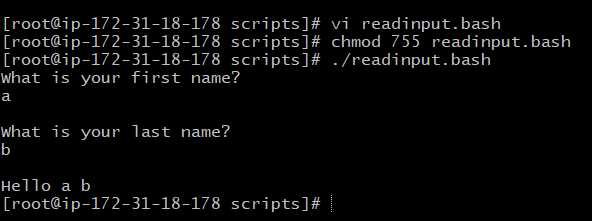 [root@ip-172-31-18-178 scripts]# vi readinput.bash
[root@ip-172-31-18-178 scripts]# chmod 755 readinput.bash
[root@ip-172-31-18-178 scripts]# ./readinput.bash
What is your first name?
a
What is your last name?
b
Hello a b
[root@ip-172-31-18-178 scripts]#